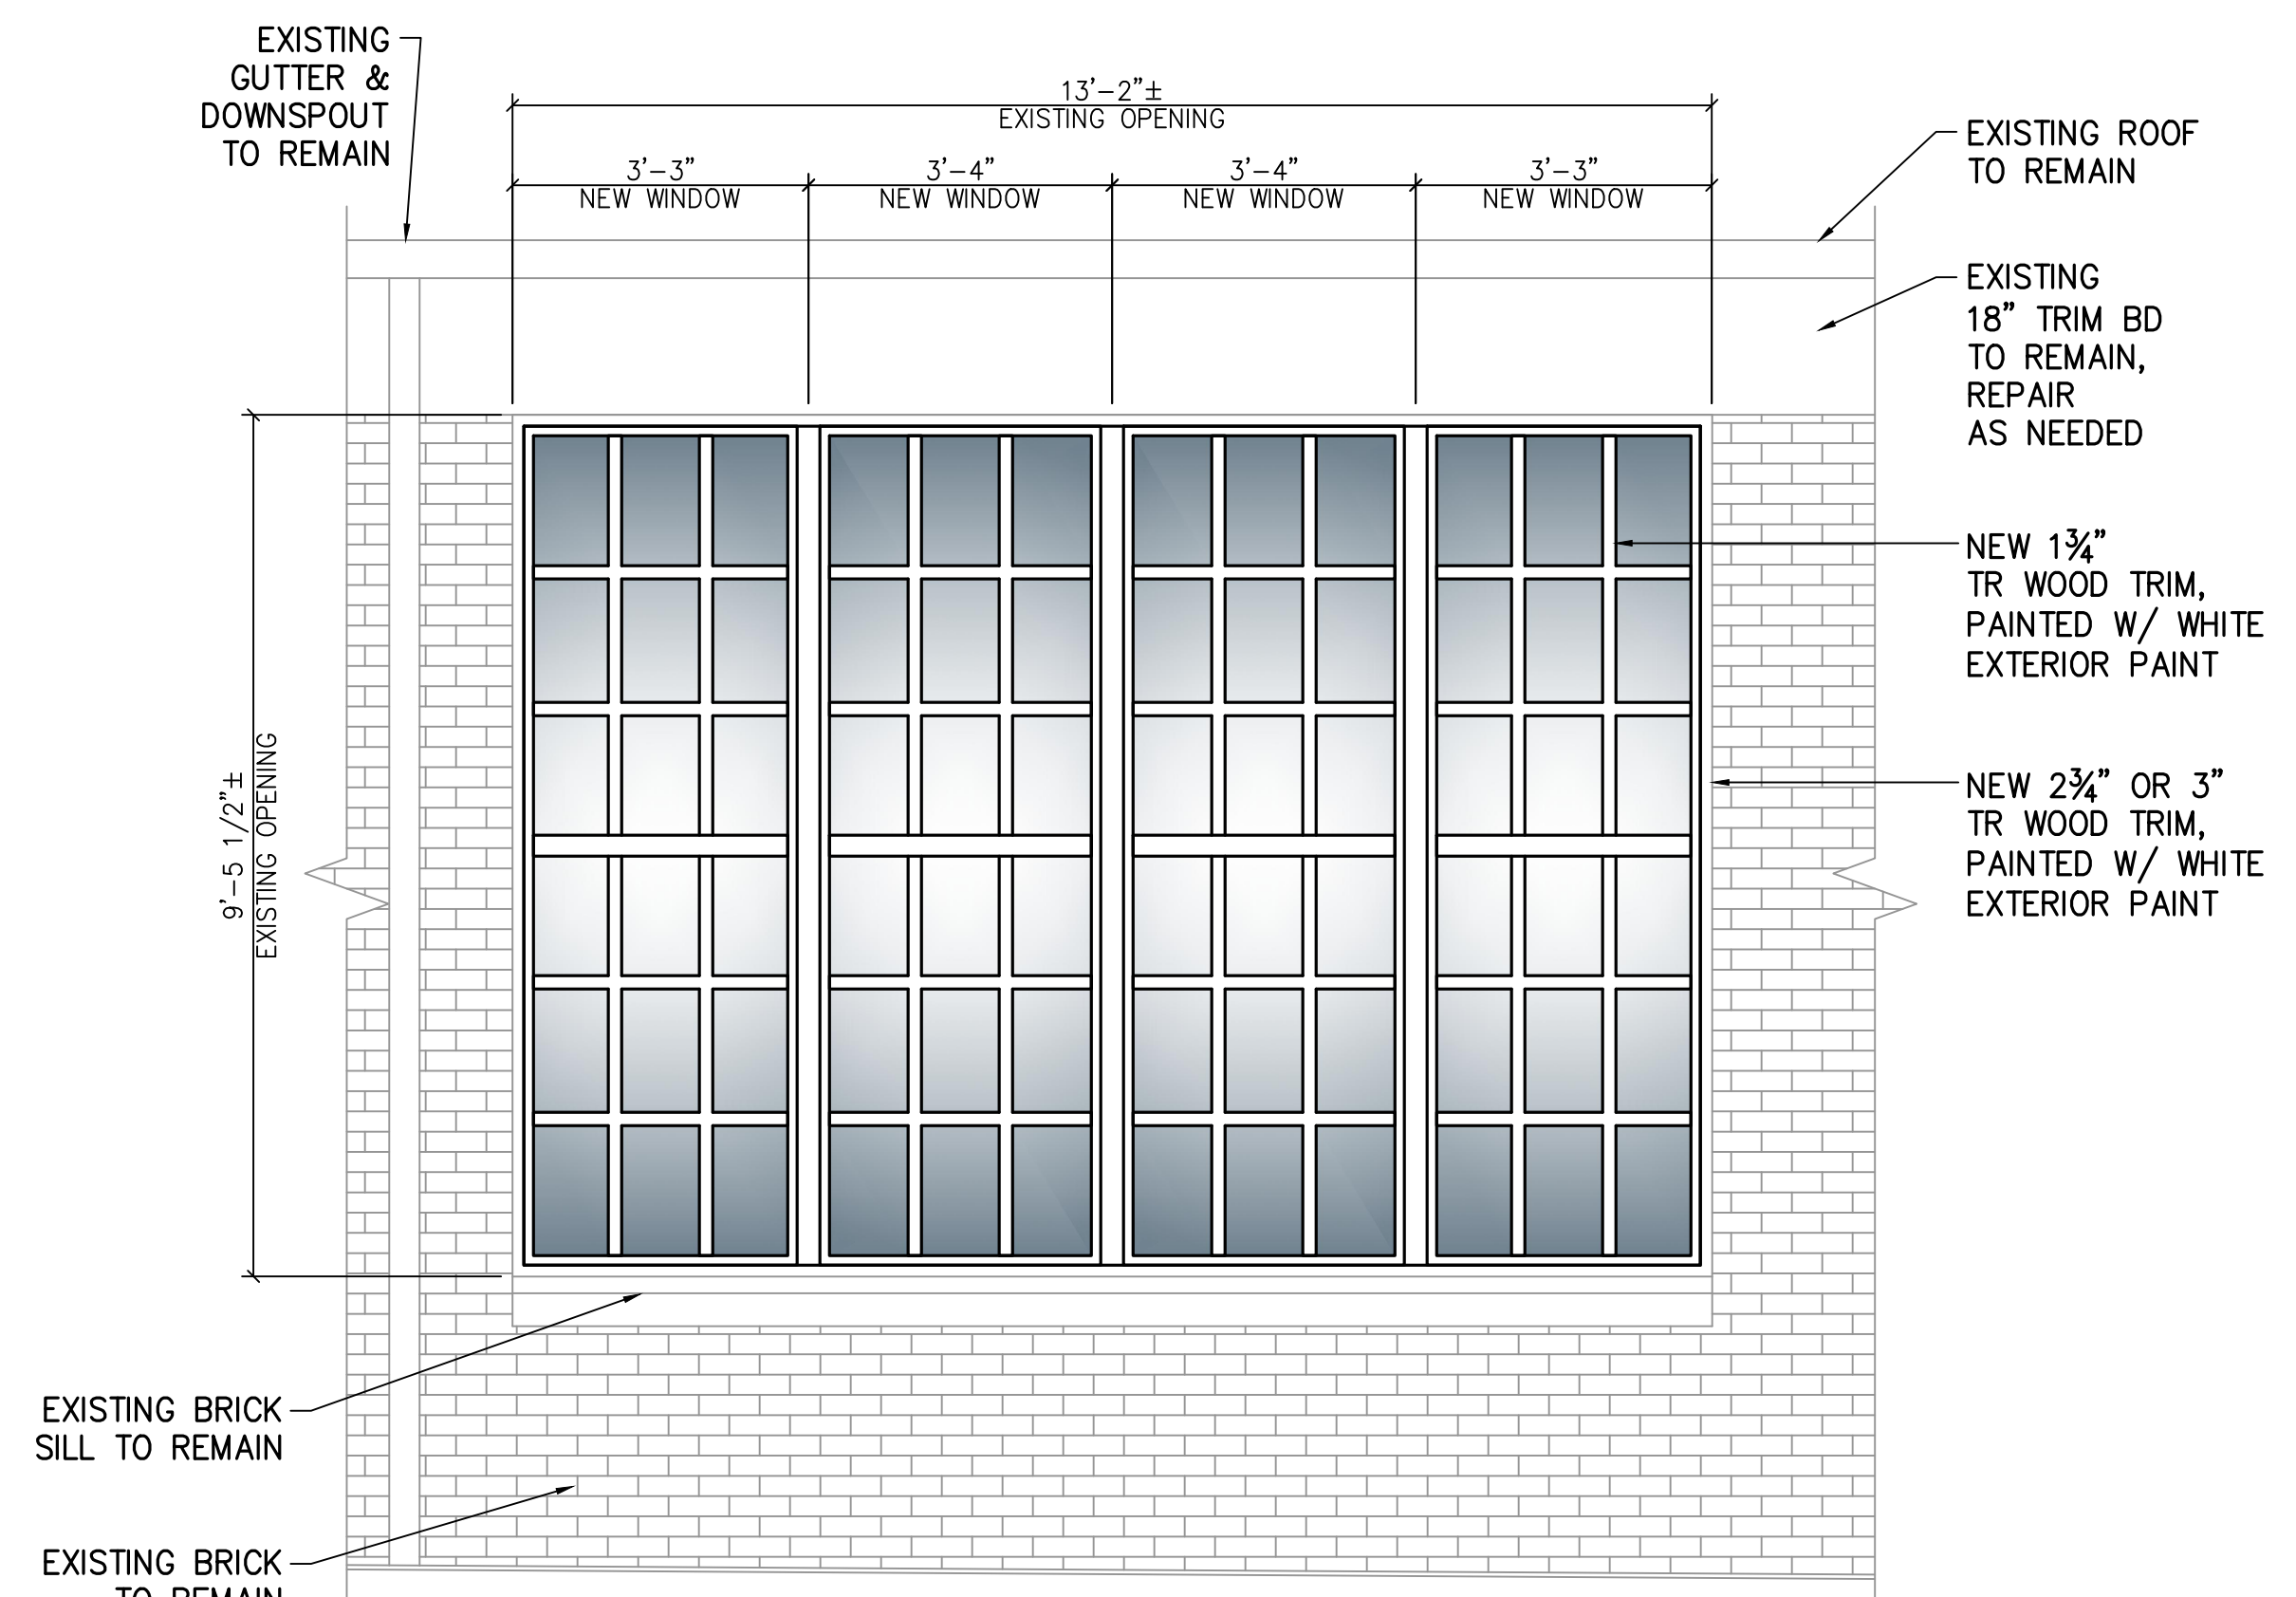 EXISTING
GUTTER &
DOWNSPOUT
TO REMAIN
13'-2"±
EXISTING OPENING
3'-3"
NEW WINDOW
3'-4"
NEW WINDOW
3'-4"
NEW WINDOW
3'-3"
NEW WINDOW
EXISTING ROOF
TO REMAIN
EXISTING
18" TRIM BD
TO REMAIN,
REPAIR
AS NEEDED
NEW 1¾"
TR WOOD TRIM,
PAINTED W/ WHITE
EXTERIOR PAINT
NEW 2¾" OR 3"
TR WOOD TRIM,
PAINTED W/ WHITE
EXTERIOR PAINT
9'-5 1/2"±
EXISTING OPENING
EXISTING BRICK
SILL TO REMAIN
EXISTING BRICK
TO REMAIN